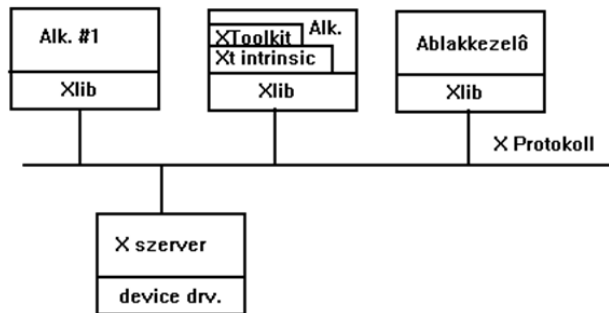 Alk. #1
Xlib
Alk.
XToolkit
Xt intrinsic
Xlib
Ablakkezelô
Xlib
X Protokoll
X szerver
device drv.